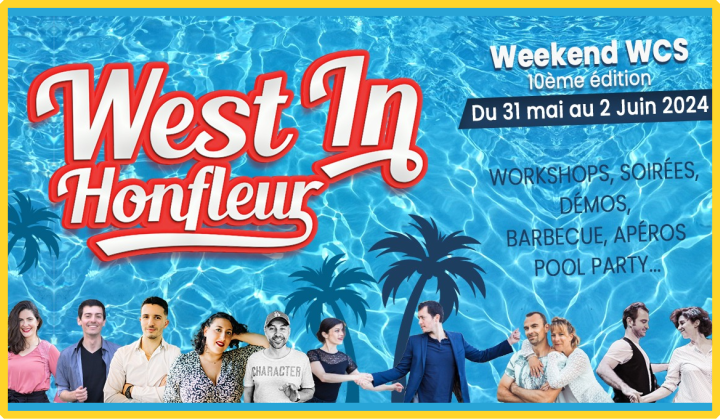 West In
Honfleur
Weekend WCS
10ème édition
Du 31 mai au 2 Juin 2024
WORKSHOPS, SOIRÉES,
DÉMOS,
BARBECUE, APÉROS
POOL PARTY...
CHARACTER